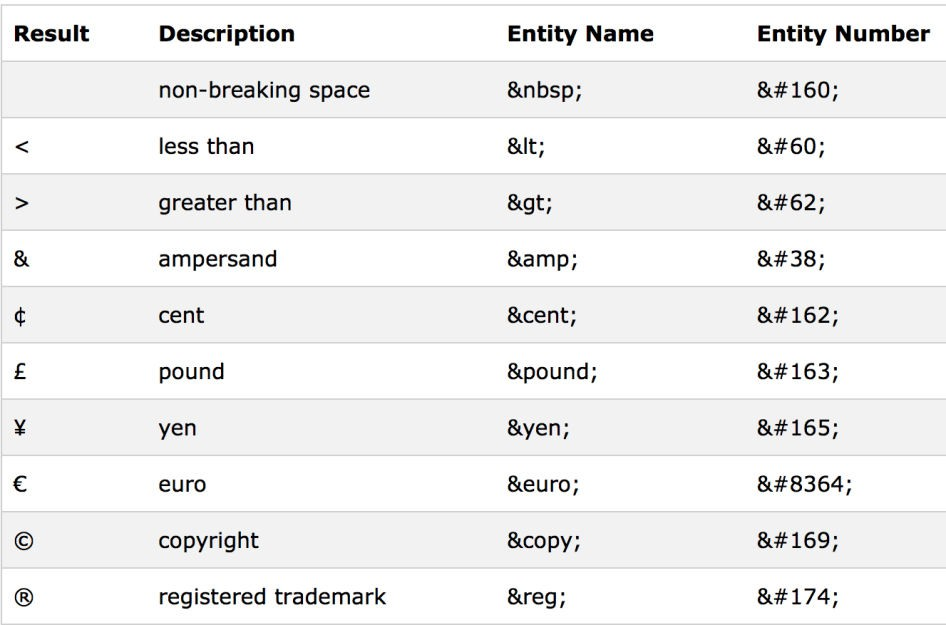 Result Description Entity Name Entity Number
non-breaking space &nbsp; &#160;
< less than &lt; &#60;
> greater than &gt; &#62;
& ampersand &amp; &#38;
¢ cent &cent; &#162;
£ pound &pound; &#163;
¥ yen &yen; &#165;
€ euro &euro; &#8364;
© copyright &copy; &#169;
® registered trademark &reg; &#174;